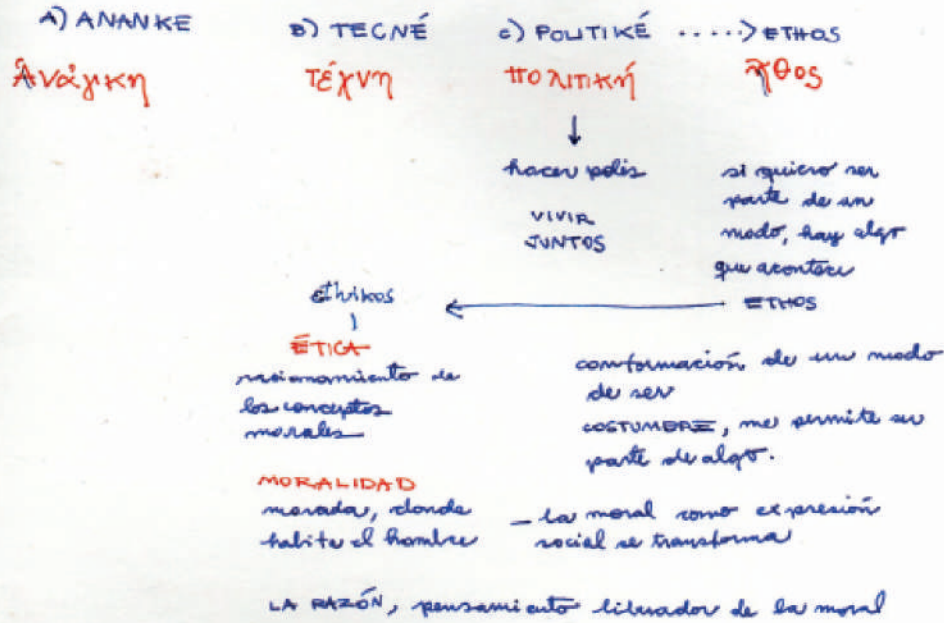 A) ANANKE
B) TECNÉ
C) POLITIKÉ .....> ETHOS
Ἀνάγκη
τέχνη
πολιτική
ἦθος
hacer polis
VIVIR
JUNTOS
si quiero ser
parte de un
modo, hay algo
que acontece
ETHOS
ethikos
ÉTICA
razionamiento de
los conceptos
morales
conformación de un modo
de ser
COSTUMBRE, me permite ser
parte de algo.
MORALIDAD
morada, donde
habita el hombre
– la moral como expresión
social se transforma
LA RAZÓN, pensamiento liberador de la moral